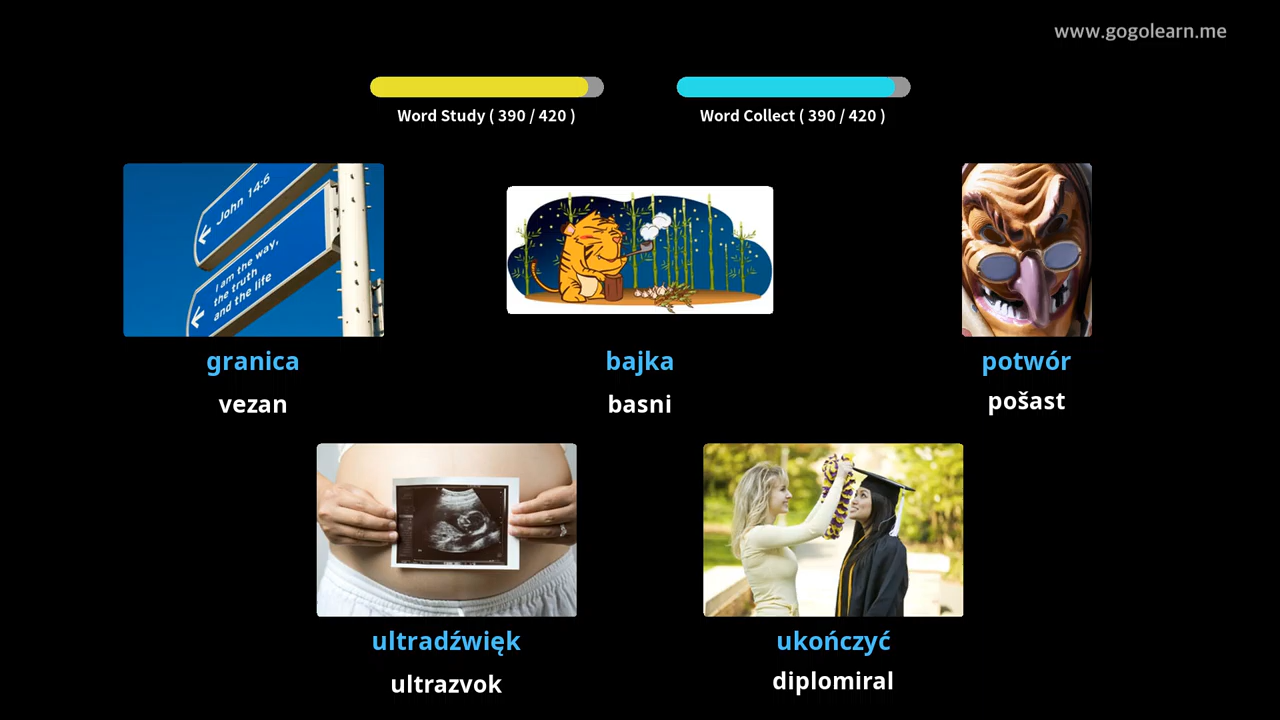 www.gogolearn.me
Word Study ( 390 / 420 )
Word Collect ( 390 / 420 )
John 14:6
I am the way,
the truth
and the life
granica
bajka
potwór
vezan
basni
pošast
ultradźwięk
ukończyć
ultrazvok
diplomiral